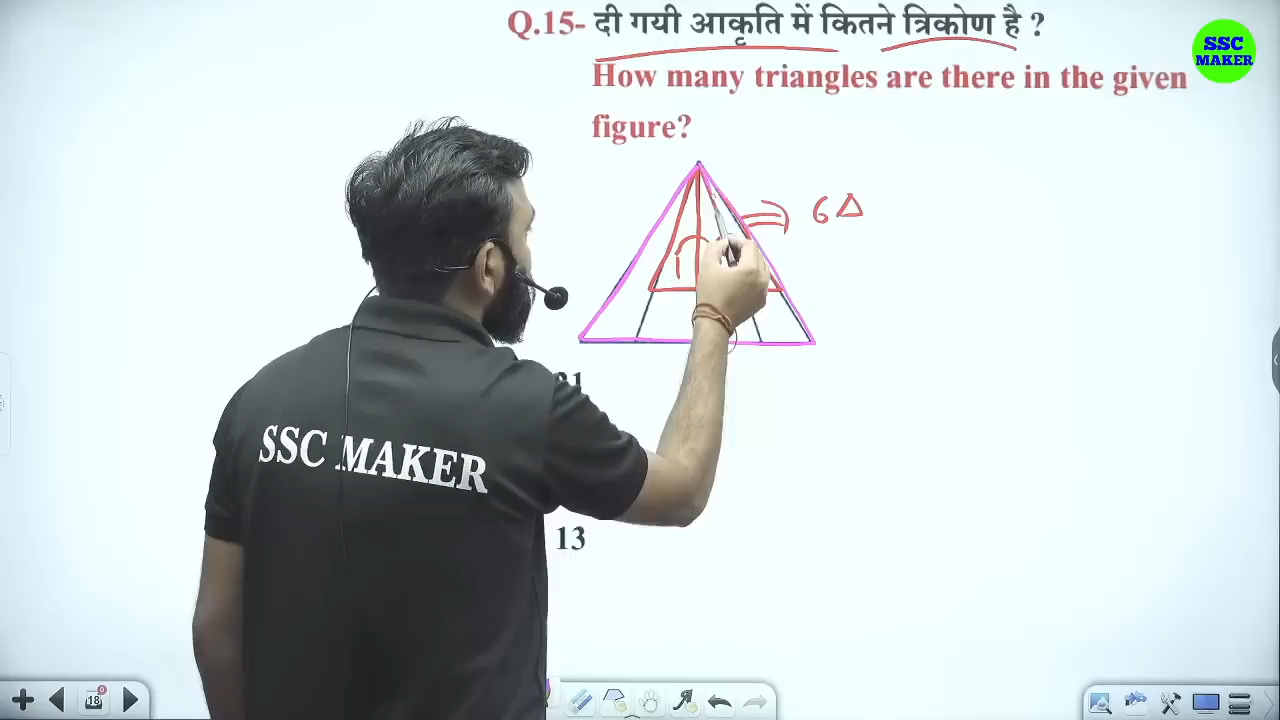 Q.15- दी गयी आकृति में कितने त्रिकोण है ?
How many triangles are there in the given
figure?
SSC
MAKER
6 Δ
SSC MAKER
13
18